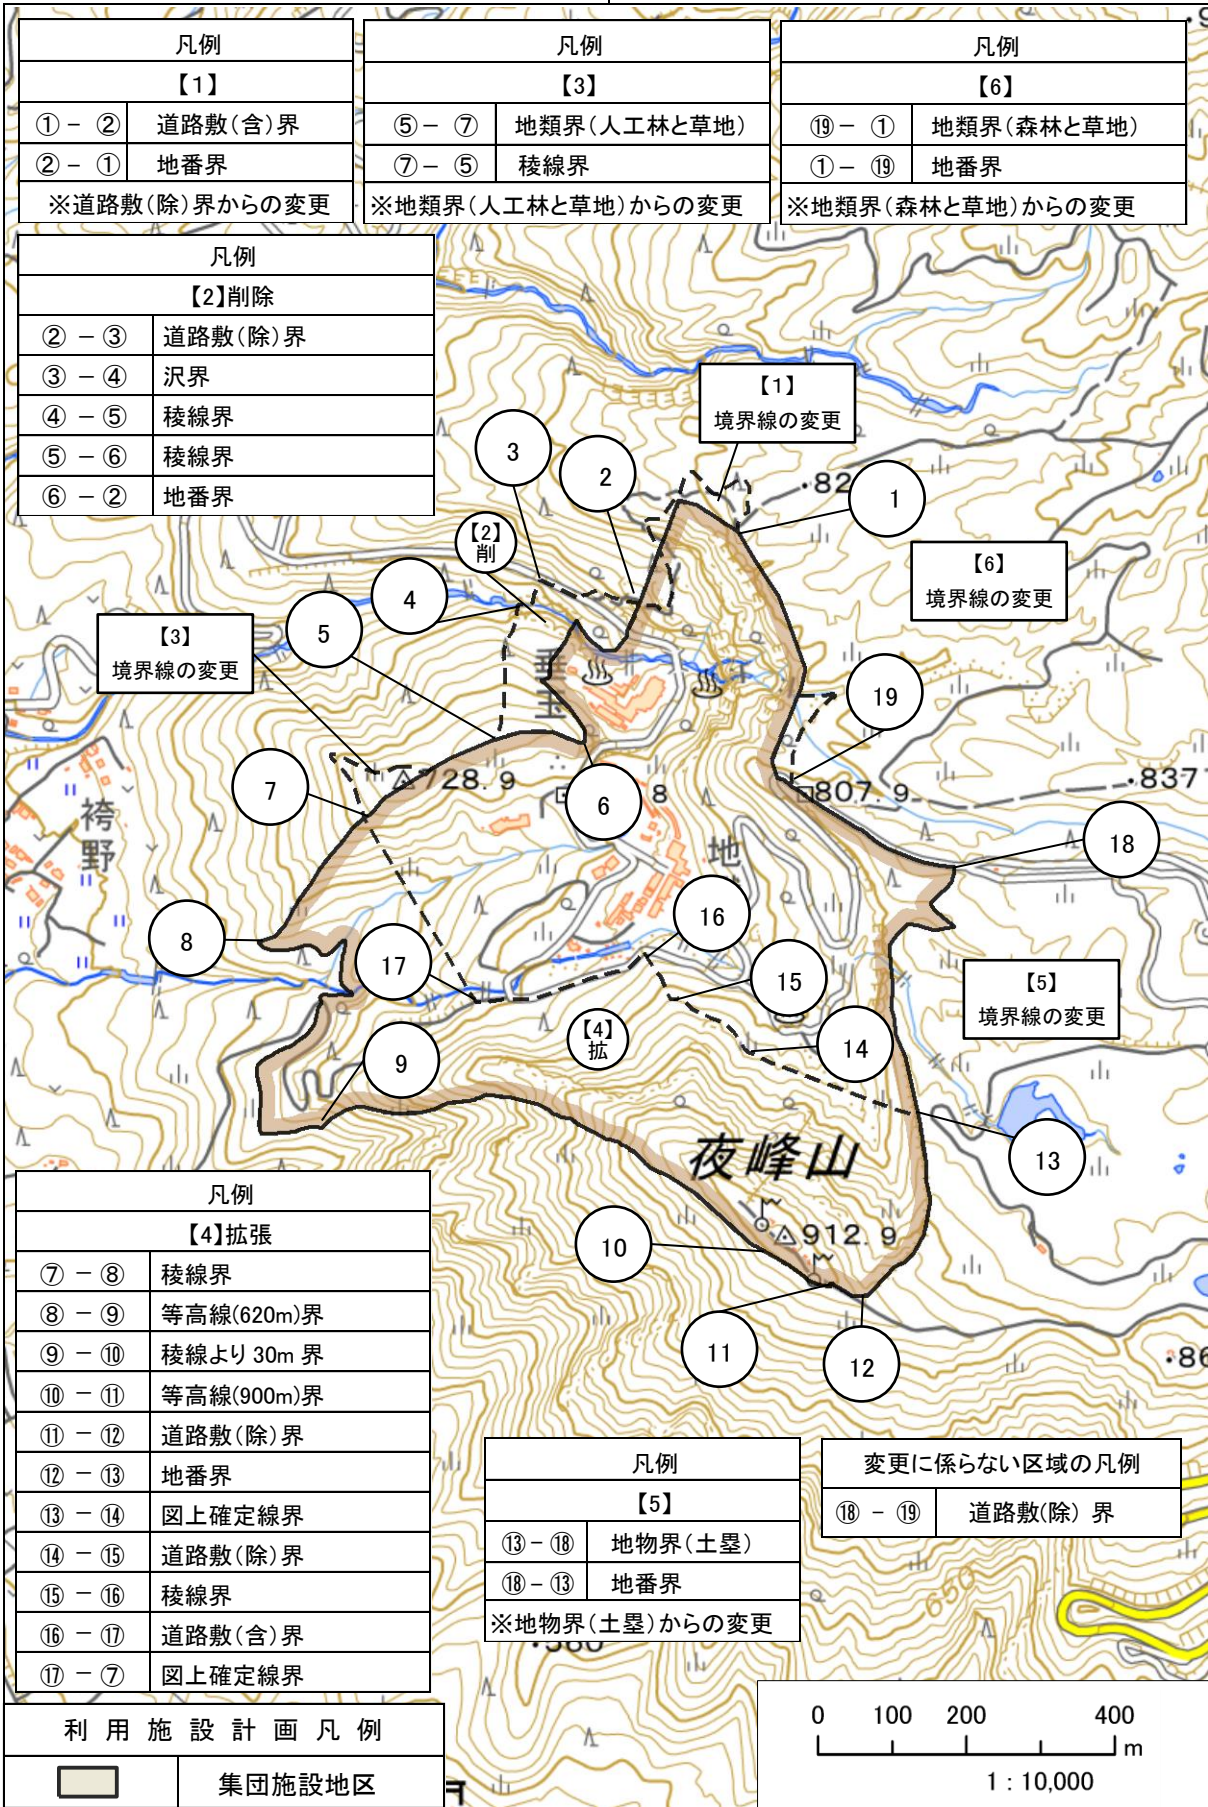 凡例
【1】
①－② 道路敷(含)界
②－① 地番界
※道路敷(除)界からの変更
凡例
【3】
⑤－⑦ 地類界(人工林と草地)
⑦－⑤ 稜線界
※地類界(人工林と草地)からの変更
凡例
【6】
⑲－① 地類界(森林と草地)
①－⑲ 地番界
※地類界(森林と草地)からの変更
凡例
【2】削除
②－③ 道路敷(除)界
③－④ 沢界
④－⑤ 稜線界
⑤－⑥ 稜線界
⑥－② 地番界
【1】
境界線の変更
3
2
82
1
【2】
削
【6】
境界線の変更
4
5
【3】
境界線の変更
垂玉
19
7
728.9
6
8
807.9
837
袴野
地
18
16
8
17
15
【5】
境界線の変更
【4】
拡
14
9
夜峰山
13
912.9
10
11
12
86
凡例
【4】拡張
⑦－⑧ 稜線界
⑧－⑨ 等高線(620m)界
⑨－⑩ 稜線より30m界
⑩－⑪ 等高線(900m)界
⑪－⑫ 道路敷(除)界
⑫－⑬ 地番界
⑬－⑭ 図上確定線界
⑭－⑮ 道路敷(除)界
⑮－⑯ 稜線界
⑯－⑰ 道路敷(含)界
⑰－⑦ 図上確定線界
凡例
【5】
⑬－⑱ 地物界(土塁)
⑱－⑬ 地番界
※地物界(土塁)からの変更
変更に係らない区域の凡例
⑱－⑲ 道路敷(除)界
650
580
利用施設計画凡例
集団施設地区
0 100 200 400 m
1：10,000